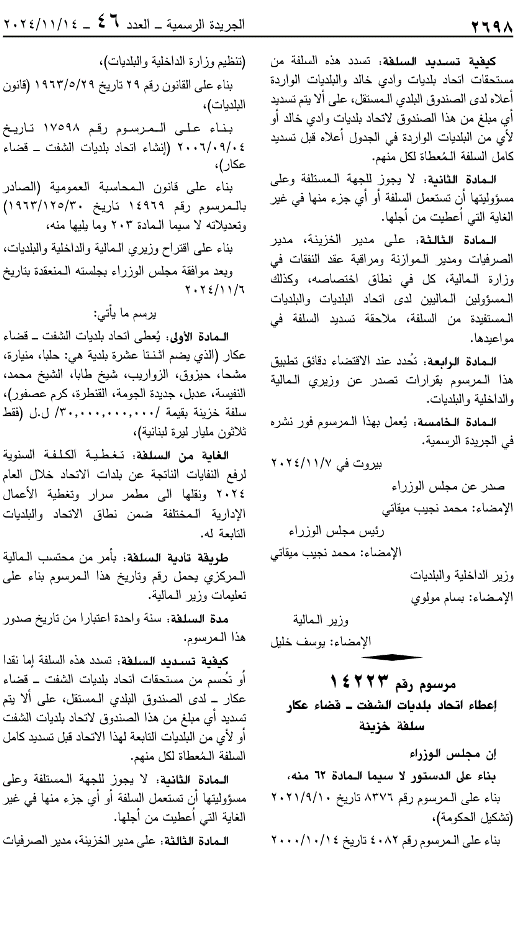 ٢٦٩٨
الجريدة الرسمية – العدد ٤٦ – ٢٠٢٤/١١/١٤
كيفية تسديد السلفة: تسدد هذه السلفة من
مستحقات اتحاد بلديات وادي خالد والبلديات الواردة
أعلاه لدى الصندوق البلدي المستقل، على ألا يتم تسديد
أي مبلغ من هذا الصندوق لاتحاد بلديات وادي خالد أو
لأي من البلديات الواردة في الجدول أعلاه قبل تسديد
كامل السلفة المُعطاة لكل منهم.
المادة الثانية: لا يجوز للجهة المستلفة وعلى
مسؤوليتها أن تستعمل السلفة أو أي جزء منها في غير
الغاية التي أعطيت من أجلها.
المادة الثالثة: على مدير الخزينة، مدير
الصرفيات ومدير الموازنة ومراقبة عقد النفقات في
وزارة المالية، كل في نطاق اختصاصه، وكذلك
المسؤولين الماليين لدى اتحاد البلديات والبلديات
المستفيدة من السلفة، ملاحقة تسديد السلفة في
مواعيدها.
المادة الرابعة: تُحدد عند الاقتضاء دقائق تطبيق
هذا المرسوم بقرارات تصدر عن وزيري المالية
والداخلية والبلديات.
المادة الخامسة: يُعمل بهذا المرسوم فور نشره
في الجريدة الرسمية.
بيروت في ٢٠٢٤/١١/٧
صدر عن مجلس الوزراء
الإمضاء: محمد نجيب ميقاتي
رئيس مجلس الوزراء
الإمضاء: محمد نجيب ميقاتي
وزير الداخلية والبلديات
الإمضاء: بسام مولوي
وزير المالية
الإمضاء: يوسف خليل
مرسوم رقم ١٤٢٢٣
إعطاء اتحاد بلديات الشفت – قضاء عكار
سلفة خزينة
إن مجلس الوزراء
بناء على الدستور لا سيما المادة ٦٢ منه،
بناء على المرسوم رقم ٨٣٧٦ تاريخ ٢٠٢١/٩/١٠
(تشكيل الحكومة)،
بناء على المرسوم رقم ٤٠٨٢ تاريخ ٢٠٠٠/١٠/١٤
(تنظيم وزارة الداخلية والبلديات)،
بناء على القانون رقم ٢٩ تاريخ ١٩٦٣/٥/٢٩ (قانون
البلديات)،
بناء على المرسوم رقم ١٧٥٩٨ تاريخ
٢٠٠٦/٠٩/٠٤ (إنشاء اتحاد بلديات الشفت – قضاء
عكار)،
بناء على قانون المحاسبة العمومية (الصادر
بالمرسوم رقم ١٤٩٦٩ تاريخ ١٩٦٣/١٢٥/٣٠)
وتعديلاته لا سيما المادة ٢٠٣ وما يليها منه،
بناء على اقتراح وزيري المالية والداخلية والبلديات،
وبعد موافقة مجلس الوزراء بجلسته المنعقدة بتاريخ
٢٠٢٤/١١/٦
يرسم ما يأتي:
المادة الأولى: يُعطى اتحاد بلديات الشفت – قضاء
عكار (الذي يضم اثنتا عشرة بلدية هي: حلبا، منيارة،
مشحا، حيزوق، الزواريب، شيخ طابا، الشيخ محمد،
النفيسة، عدبل، جديدة الجومة، القنطرة، كرم عصفور)،
سلفة خزينة بقيمة /٣٠,٠٠٠,٠٠٠,٠٠٠/ ل.ل (فقط
ثلاثون مليار ليرة لبنانية)،
الغاية من السلفة: تغطية الكلفة السنوية
لرفع النفايات الناتجة عن بلدات الاتحاد خلال العام
٢٠٢٤ ونقلها الى مطمر سرار وتغطية الأعمال
الإدارية المختلفة ضمن نطاق الاتحاد والبلديات
التابعة له.
طريقة تأدية السلفة: بأمر من محتسب المالية
المركزي يحمل رقم وتاريخ هذا المرسوم بناء على
تعليمات وزير المالية.
مدة السلفة: سنة واحدة اعتبارا من تاريخ صدور
هذا المرسوم.
كيفية تسديد السلفة: تسدد هذه السلفة إما نقدا
أو تُحسم من مستحقات اتحاد بلديات الشفت – قضاء
عكار – لدى الصندوق البلدي المستقل، على ألا يتم
تسديد أي مبلغ من هذا الصندوق لاتحاد بلديات الشفت
أو لأي من البلديات التابعة لهذا الاتحاد قبل تسديد كامل
السلفة المُعطاة لكل منهم.
المادة الثانية: لا يجوز للجهة المستلفة وعلى
مسؤوليتها أن تستعمل السلفة أو أي جزء منها في غير
الغاية التي أعطيت من أجلها.
المادة الثالثة: على مدير الخزينة، مدير الصرفيات